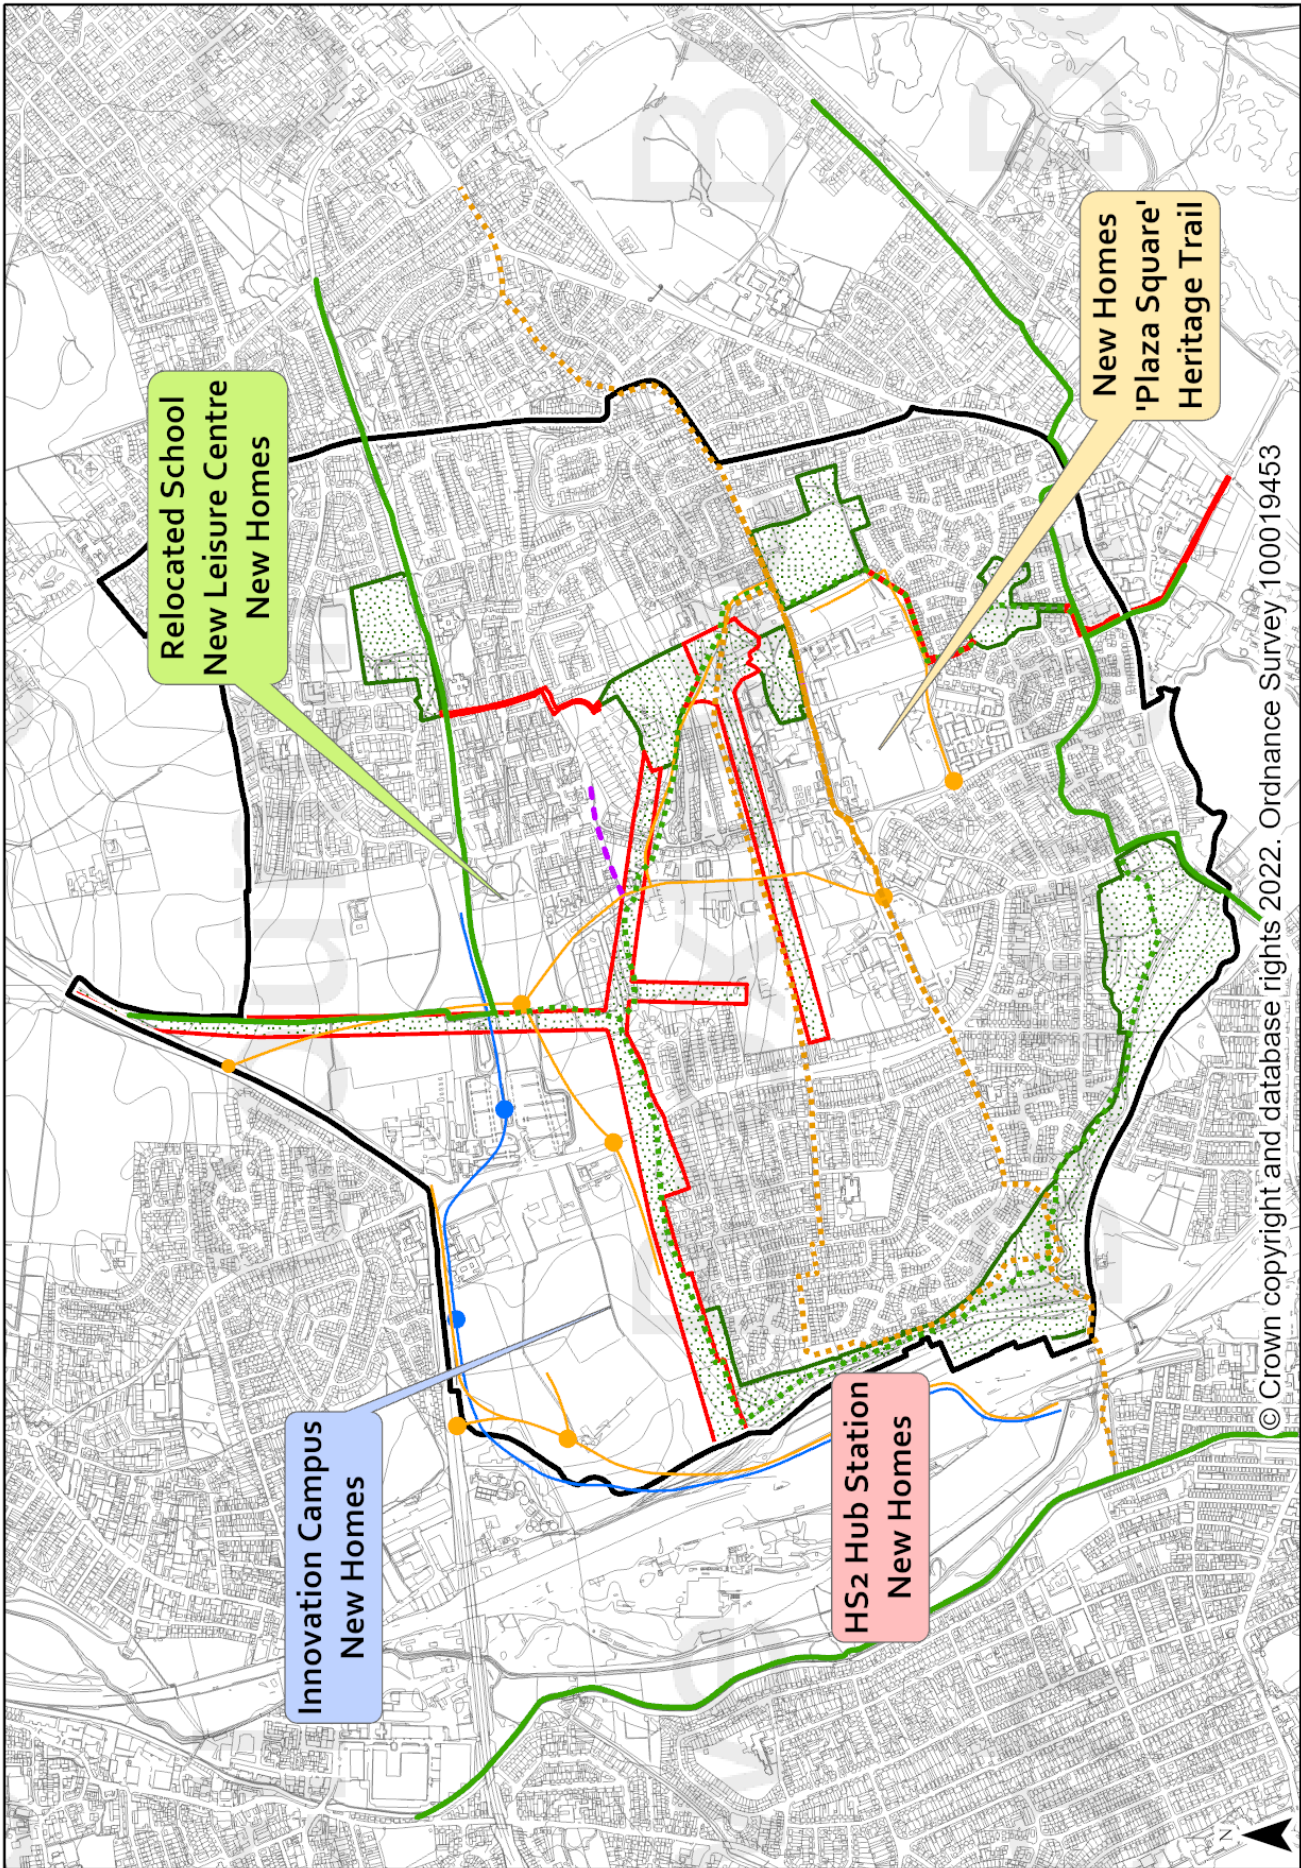 Relocated School
New Leisure Centre
New Homes
Innovation Campus
New Homes
HS2 Hub Station
New Homes
New Homes
'Plaza Square'
Heritage Trail
© Crown copyright and database rights 2022. Ordnance Survey 100019453
N